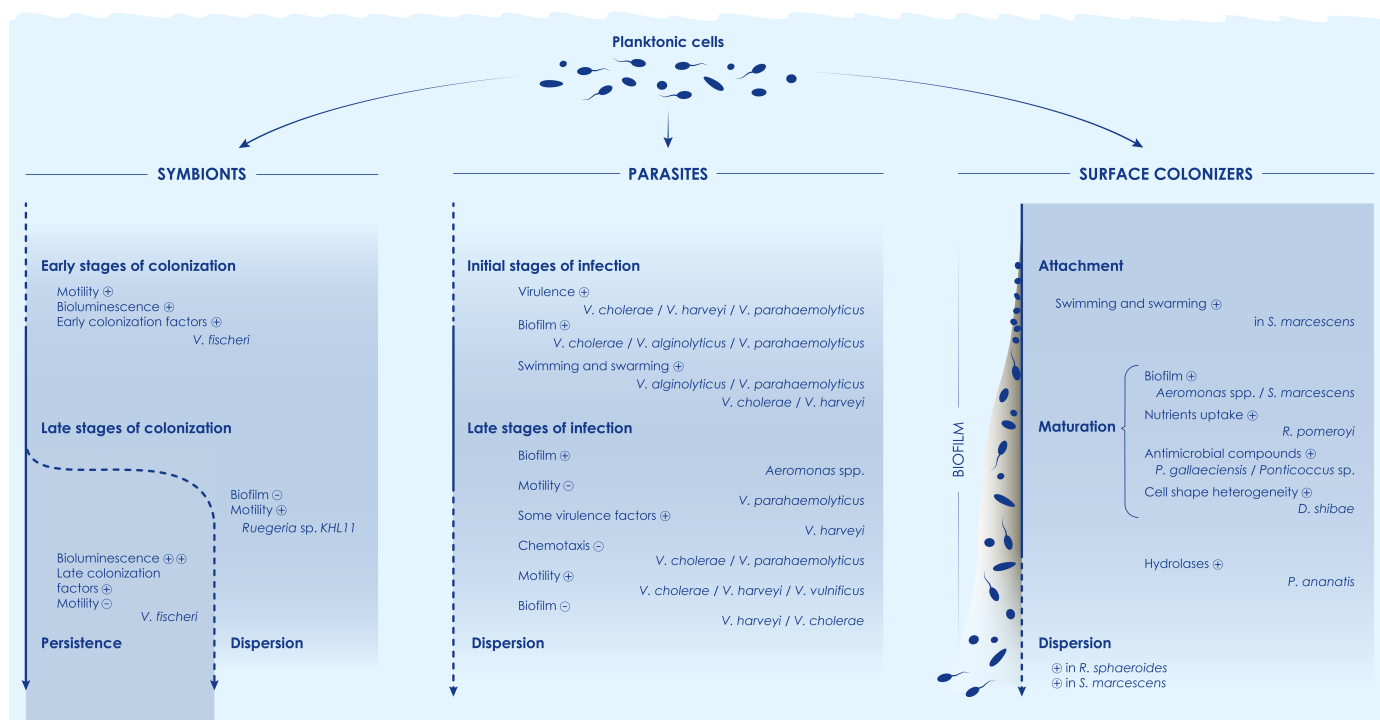 Planktonic cells
SYMBIONTS
Early stages of colonization
Motility ⊕
Bioluminescence ⊕
Early colonization factors ⊕
V. fischeri
Late stages of colonization
Biofilm ⊖
Motility ⊕
Ruegeria sp. KHL11
Bioluminescence ⊕⊕
Late colonization
factors ⊕
Motility ⊖
V. fischeri
Persistence
Dispersion
PARASITES
Initial stages of infection
Virulence ⊕
V. cholerae / V. harveyi / V. parahaemolyticus
Biofilm ⊕
V. cholerae / V. alginolyticus / V. parahaemolyticus
Swimming and swarming ⊕
V. alginolyticus / V. parahaemolyticus
V. cholerae / V. harveyi
Late stages of infection
Biofilm ⊕
Aeromonas spp.
Motility ⊖
V. parahaemolyticus
Some virulence factors ⊕
V. harveyi
Chemotaxis ⊖
V. cholerae / V. parahaemolyticus
Motility ⊕
V. cholerae / V. harveyi / V. vulnificus
Biofilm ⊖
V. harveyi / V. cholerae
Dispersion
SURFACE COLONIZERS
BIOFILM
Attachment
Swimming and swarming ⊕
in S. marcescens
Maturation
Biofilm ⊕
Aeromonas spp. / S. marcescens
Nutrients uptake ⊕
R. pomeroyi
Antimicrobial compounds ⊕
P. gallaeciensis / Ponticoccus sp.
Cell shape heterogeneity ⊕
D. shibae
Hydrolases ⊕
P. ananatis
Dispersion
⊕ in R. sphaeroides
⊕ in S. marcescens